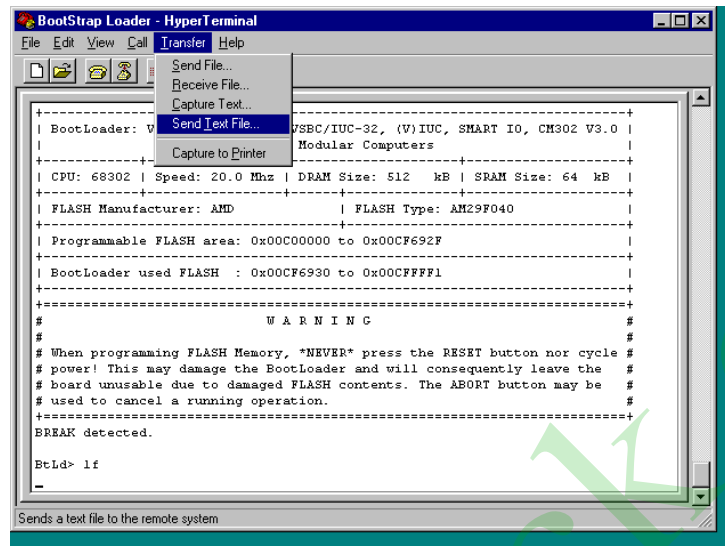 BootStrap Loader - HyperTerminal
File Edit View Call Transfer Help
Send File...
Receive File...
Capture Text...
Send Text File...
Capture to Printer
+-----------------------------------------------------------------------+
| BootLoader: VSBC/IUC-32, (V)IUC, SMART IO, CM302 V3.0 |
| Modular Computers |
| CPU: 68302 | Speed: 20.0 Mhz | DRAM Size: 512 kB | SRAM Size: 64 kB |
| FLASH Manufacturer: AMD | FLASH Type: AM29F040 |
| Programmable FLASH area: 0x00C00000 to 0x00CF692F |
| BootLoader used FLASH : 0x00CF6930 to 0x00CFFFF1 |
+=======================================================================+
# W A R N I N G #
# #
# When programming FLASH Memory, *NEVER* press the RESET button nor cycle #
# power! This may damage the BootLoader and will consequently leave the #
# board unusable due to damaged FLASH contents. The ABORT button may be #
# used to cancel a running operation. #
+=======================================================================+
BREAK detected.
BtLd> lf
_
Sends a text file to the remote system